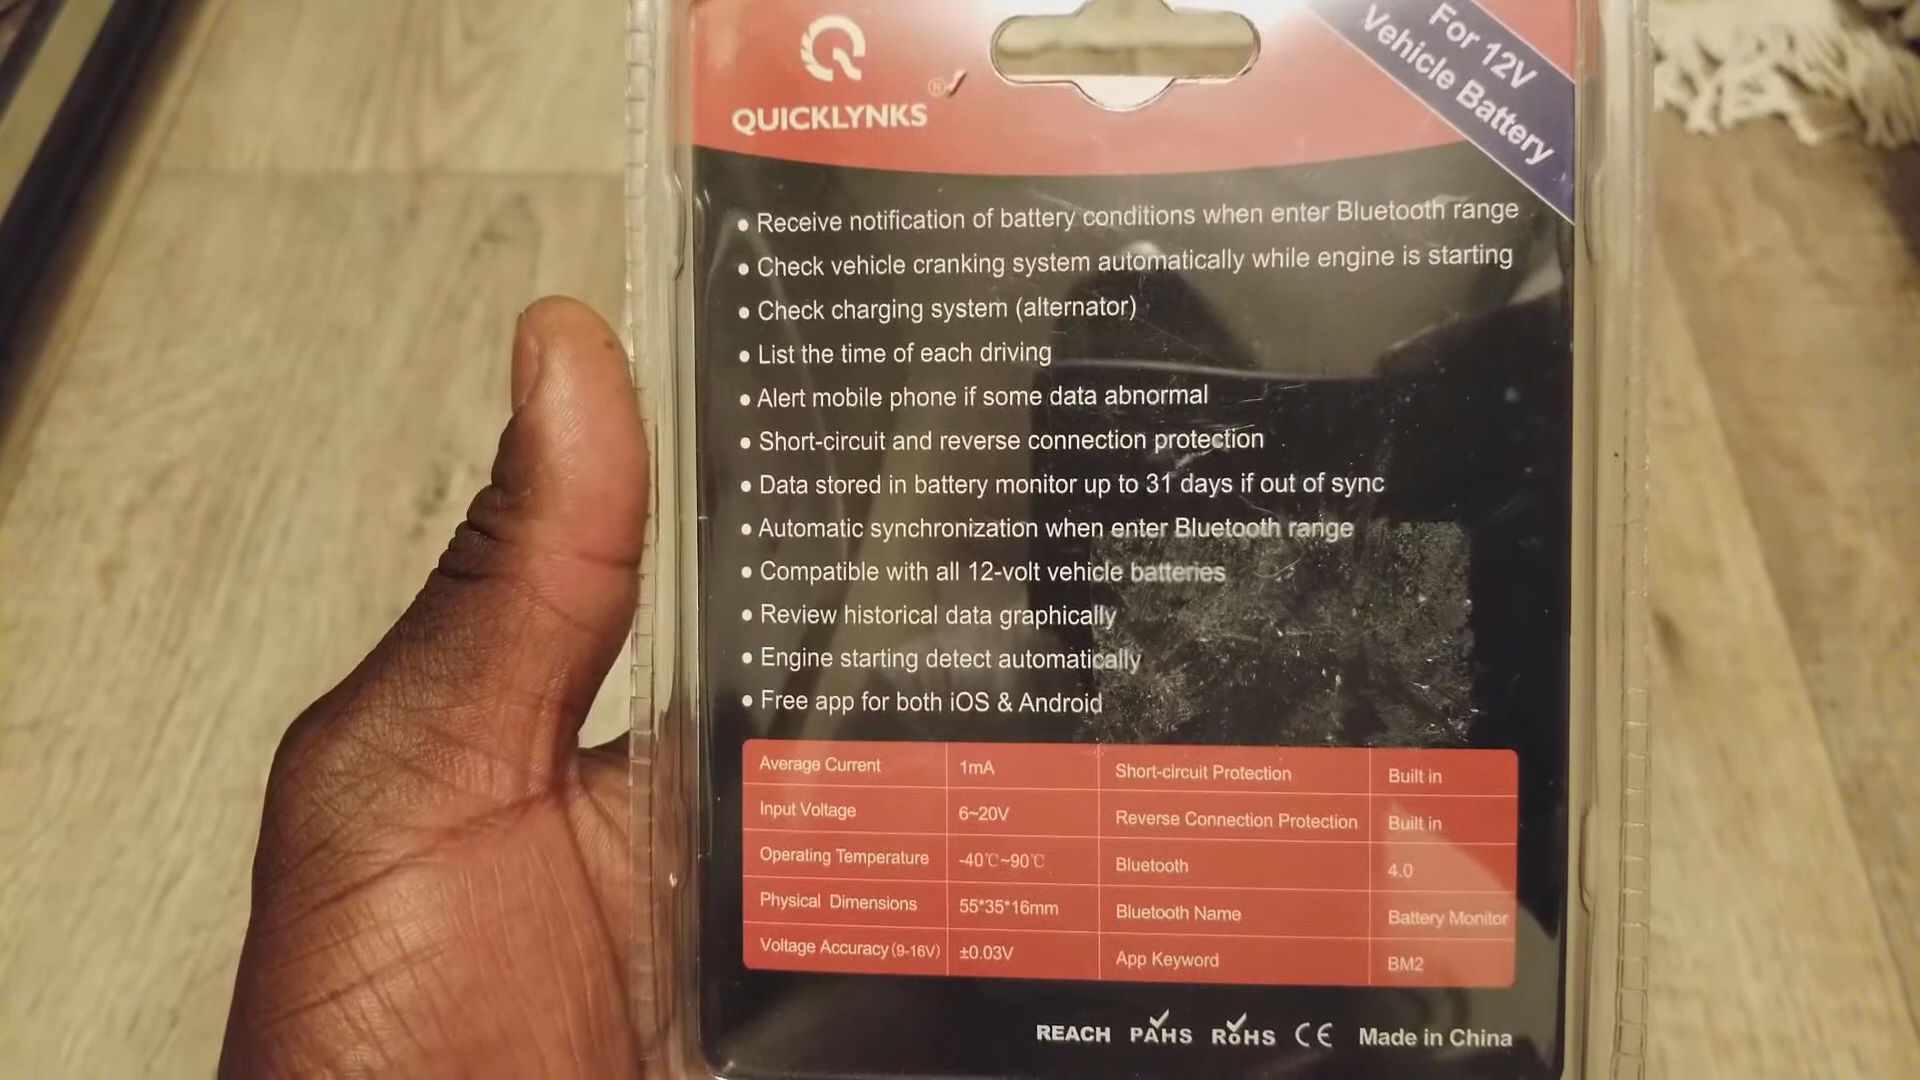 QUICKLYNKS
®
For 12V
Vehicle Battery
● Receive notification of battery conditions when enter Bluetooth range
● Check vehicle cranking system automatically while engine is starting
● Check charging system (alternator)
● List the time of each driving
● Alert mobile phone if some data abnormal
● Short-circuit and reverse connection protection
● Data stored in battery monitor up to 31 days if out of sync
● Automatic synchronization when enter Bluetooth range
● Compatible with all 12-volt vehicle batteries
● Review historical data graphically
● Engine starting detect automatically
● Free app for both iOS & Android
Average Current 1mA Short-circuit Protection Built in
Input Voltage 6~20V Reverse Connection Protection Built in
Operating Temperature -40℃~90℃ Bluetooth 4.0
Physical Dimensions 55*35*16mm Bluetooth Name Battery Monitor
Voltage Accuracy (9-16V) ±0.03V App Keyword BM2
REACH PAHS RoHS CE Made in China